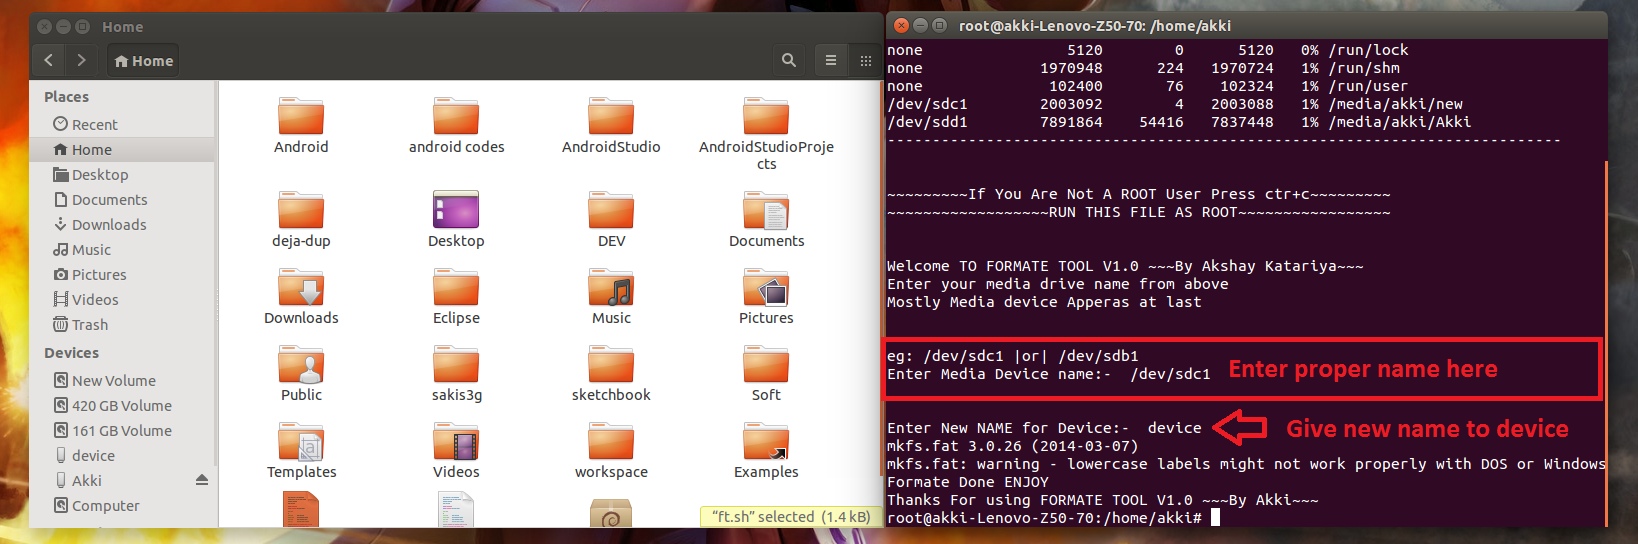 Home
Home
Places
Recent
Home
Desktop
Documents
Downloads
Music
Pictures
Videos
Trash
Devices
New Volume
420 GB Volume
161 GB Volume
device
Akki
Computer
Android
android codes
AndroidStudio
AndroidStudioProje
cts
deja-dup
Desktop
DEV
Documents
Downloads
Eclipse
Music
Pictures
Public
sakis3g
sketchbook
Soft
Templates
Videos
workspace
Examples
"ft.sh" selected (1.4 kB)
root@akki-Lenovo-Z50-70: /home/akki
none 5120 0 5120 0% /run/lock
none 1970948 224 1970724 1% /run/shm
none 102400 76 102324 1% /run/user
/dev/sdc1 2003092 4 2003088 1% /media/akki/new
/dev/sdd1 7891864 54416 7837448 1% /media/akki/Akki
---------------------------------------------------------------------------
~~~~~~~~~If You Are Not A ROOT User Press ctr+c~~~~~~~~~
~~~~~~~~~~~~~~~~~~RUN THIS FILE AS ROOT~~~~~~~~~~~~~~~~~
Welcome TO FORMATE TOOL V1.0 ~~~By Akshay Katariya~~~
Enter your media drive name from above
Mostly Media device Apperas at last
eg: /dev/sdc1 |or| /dev/sdb1
Enter Media Device name:- /dev/sdc1 Enter proper name here
Enter New NAME for Device:- device Give new name to device
mkfs.fat 3.0.26 (2014-03-07)
mkfs.fat: warning - lowercase labels might not work properly with DOS or Windows
Formate Done ENJOY
Thanks For using FORMATE TOOL V1.0 ~~~By Akki~~~
root@akki-Lenovo-Z50-70:/home/akki#